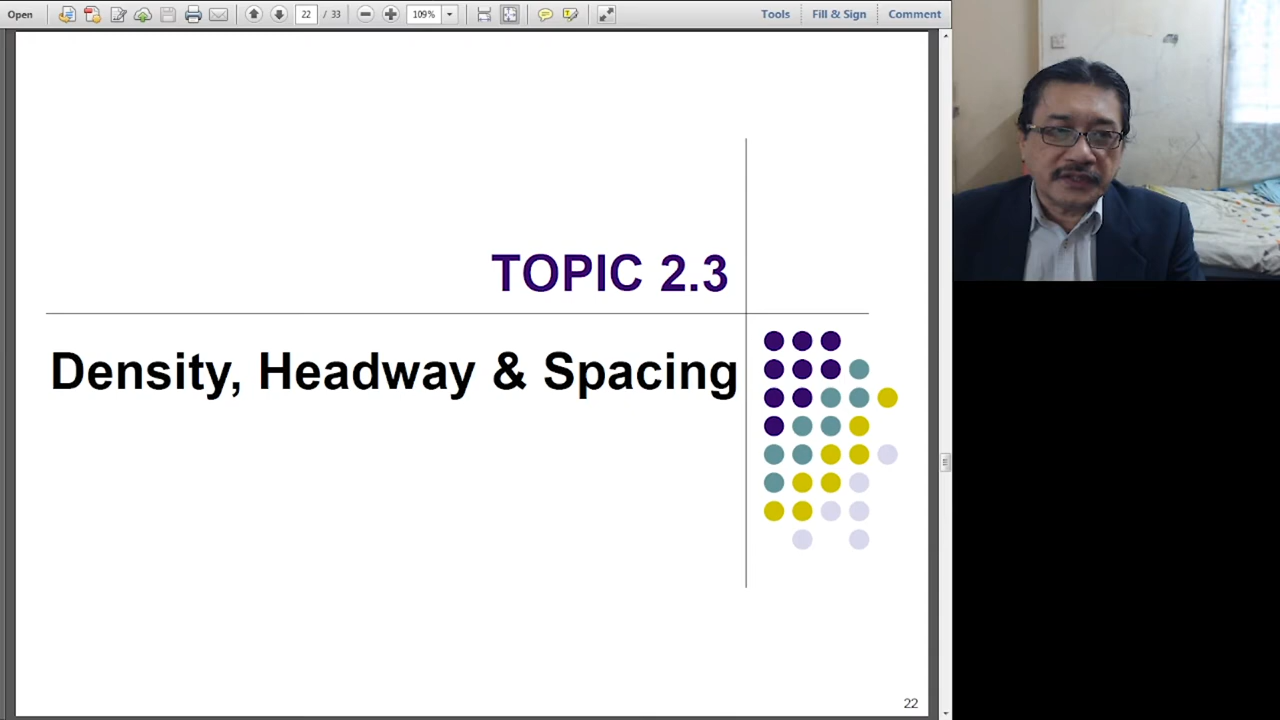 Open 22 / 33 109% Tools Fill & Sign Comment
TOPIC 2.3
Density, Headway & Spacing
22